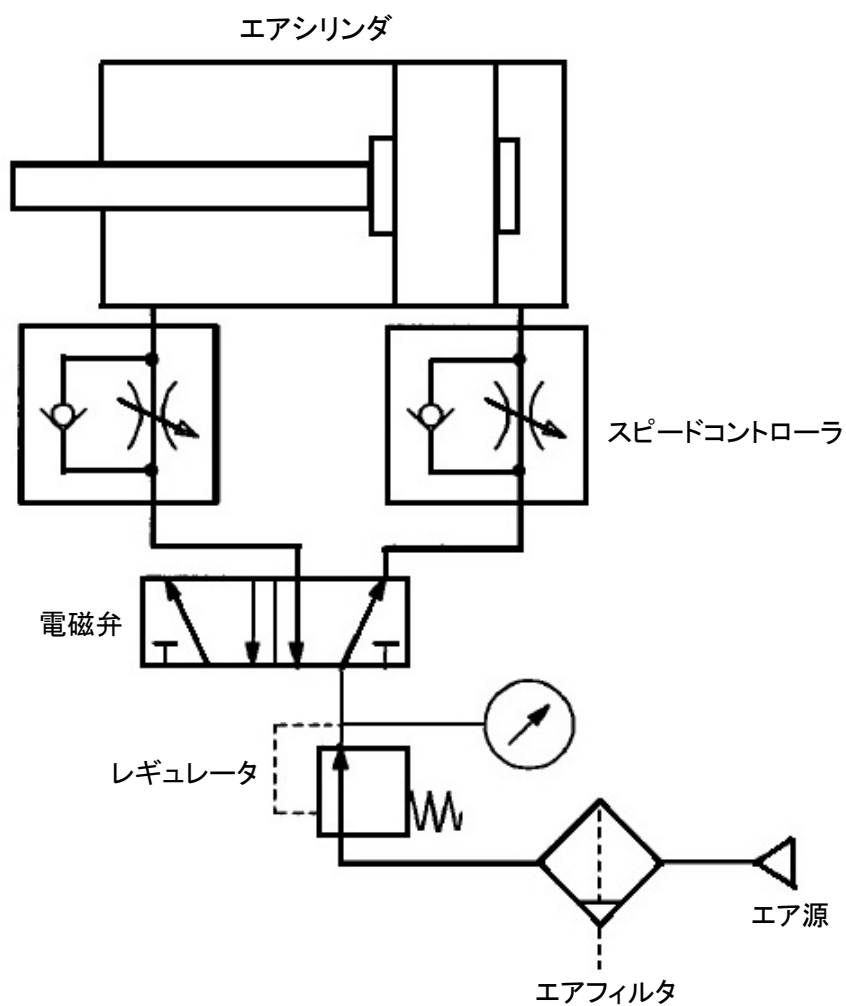 エアシリンダ
スピードコントローラ
電磁弁
レギュレータ
エア源
エアフィルタ